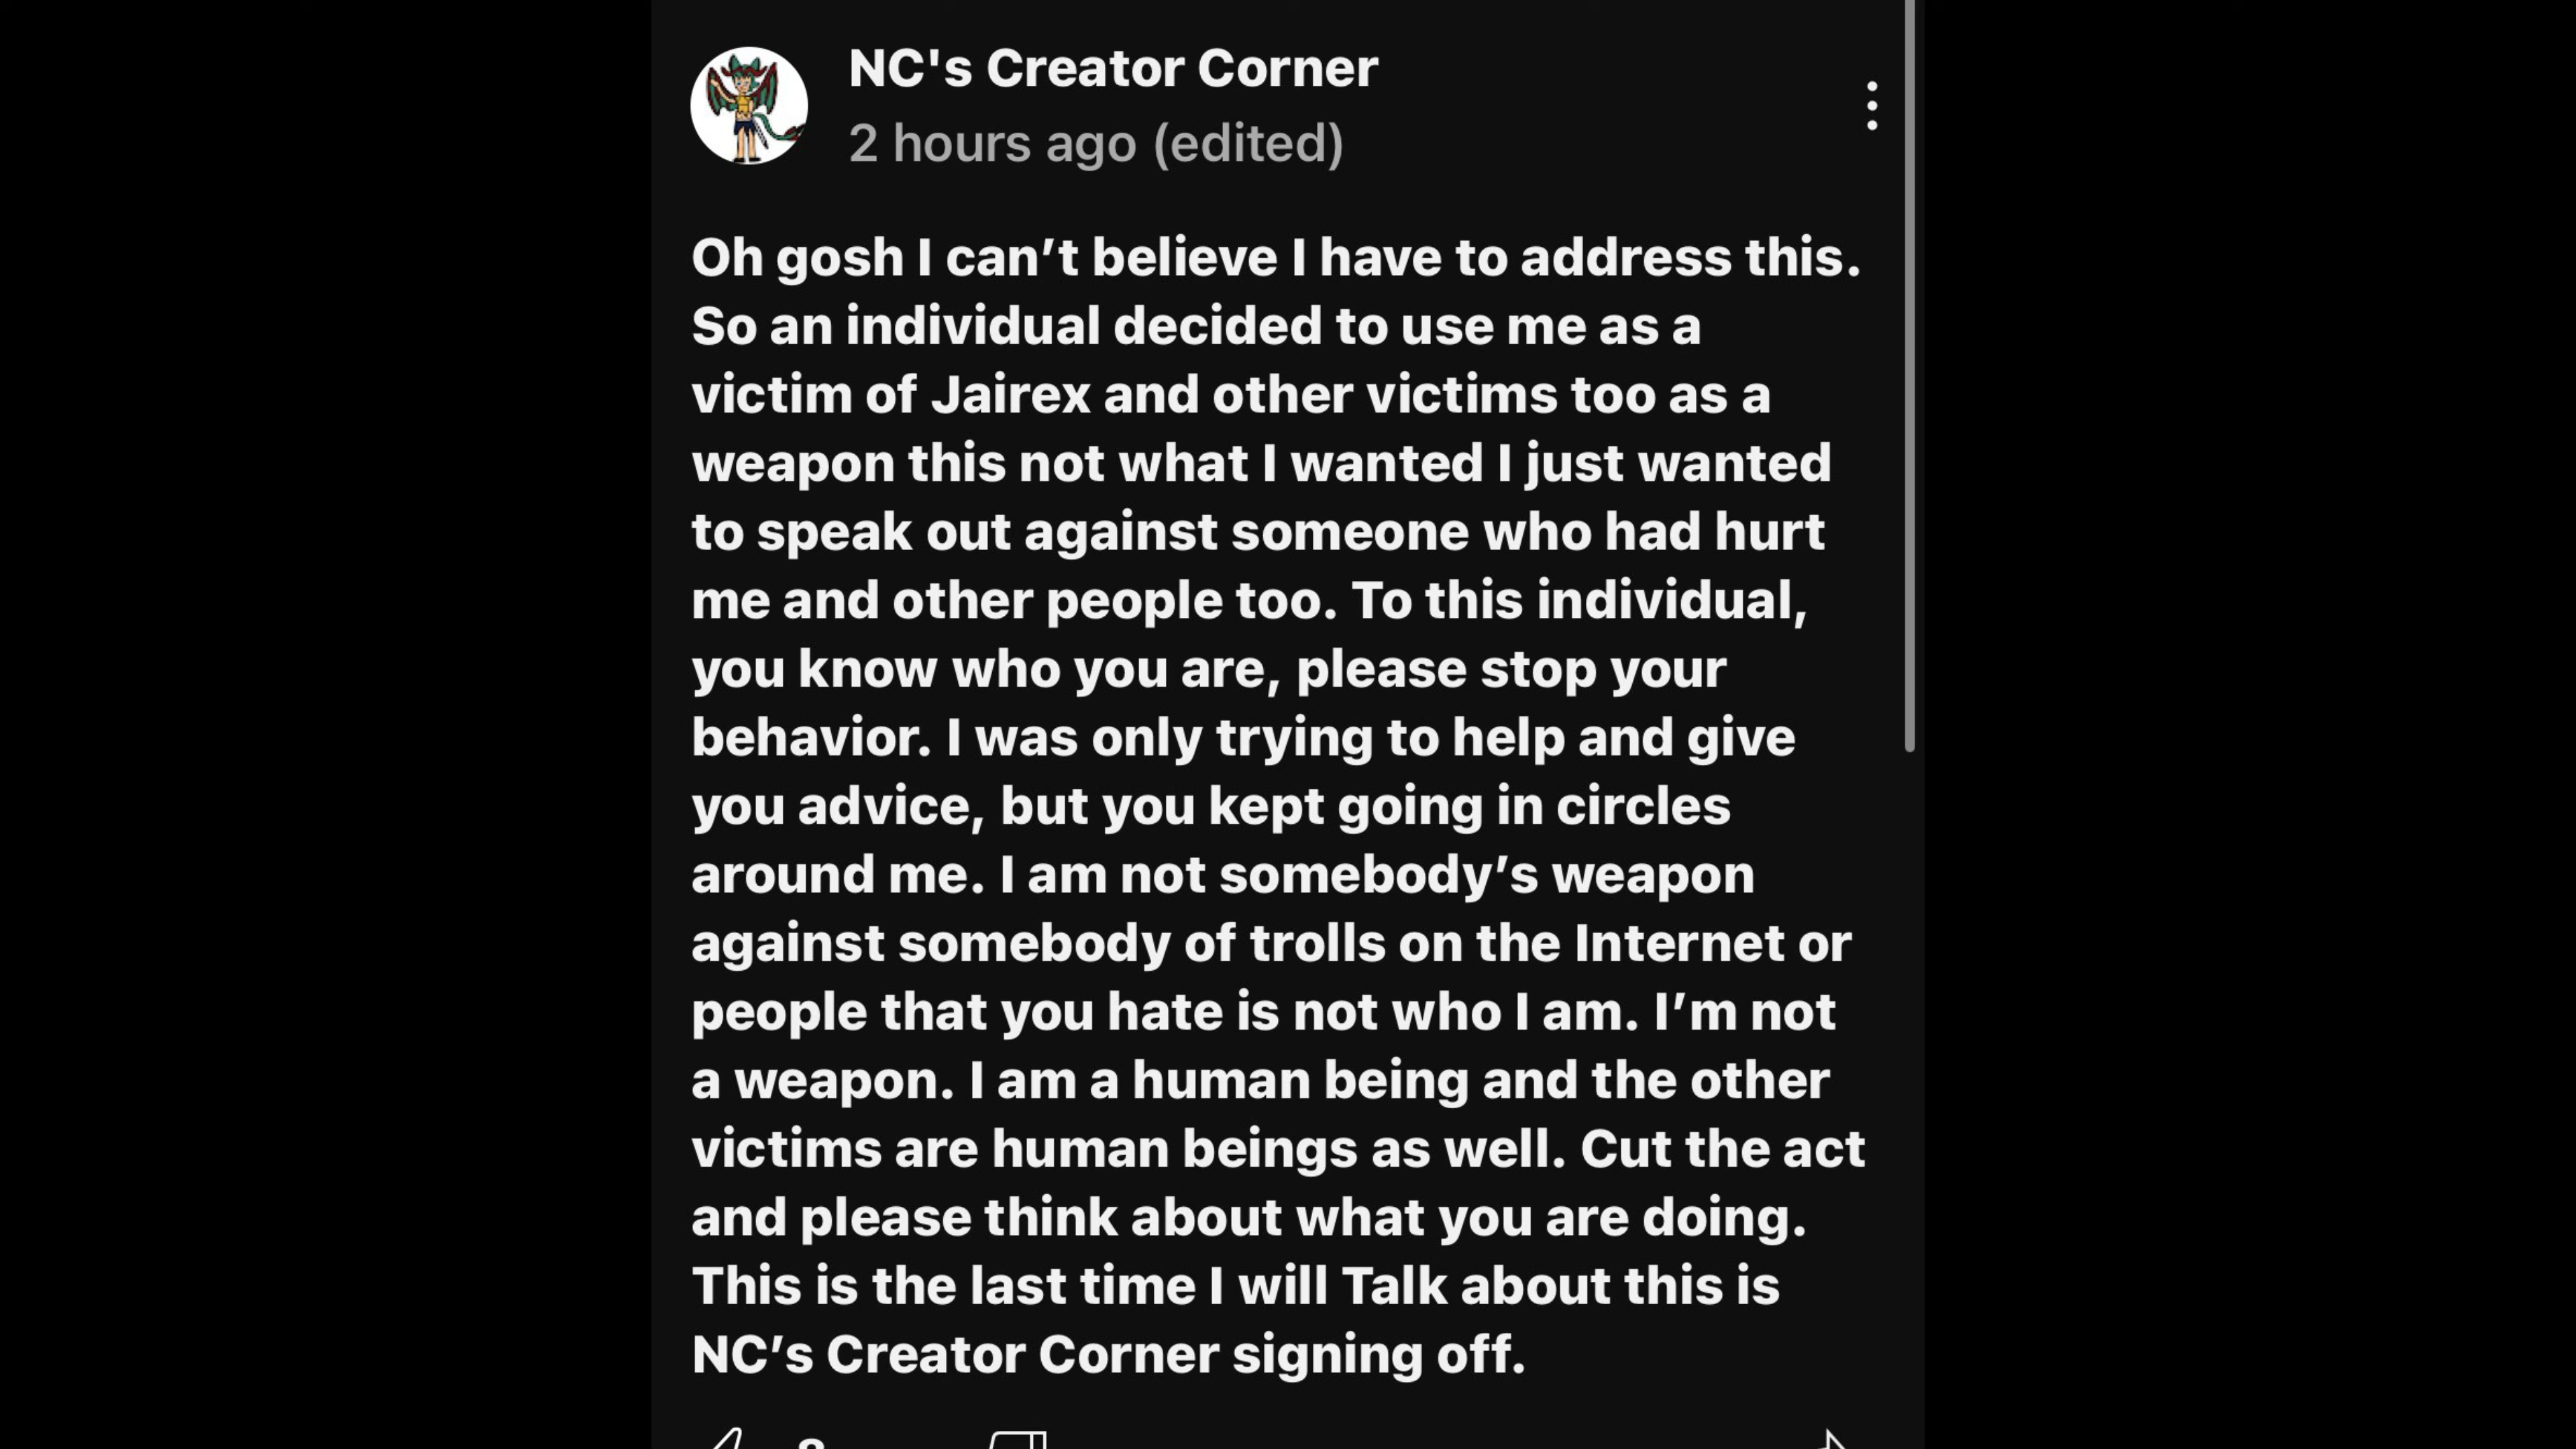 NC's Creator Corner
2 hours ago (edited)
Oh gosh I can’t believe I have to address this.
So an individual decided to use me as a
victim of Jairex and other victims too as a
weapon this not what I wanted I just wanted
to speak out against someone who had hurt
me and other people too. To this individual,
you know who you are, please stop your
behavior. I was only trying to help and give
you advice, but you kept going in circles
around me. I am not somebody’s weapon
against somebody of trolls on the Internet or
people that you hate is not who I am. I’m not
a weapon. I am a human being and the other
victims are human beings as well. Cut the act
and please think about what you are doing.
This is the last time I will Talk about this is
NC’s Creator Corner signing off.